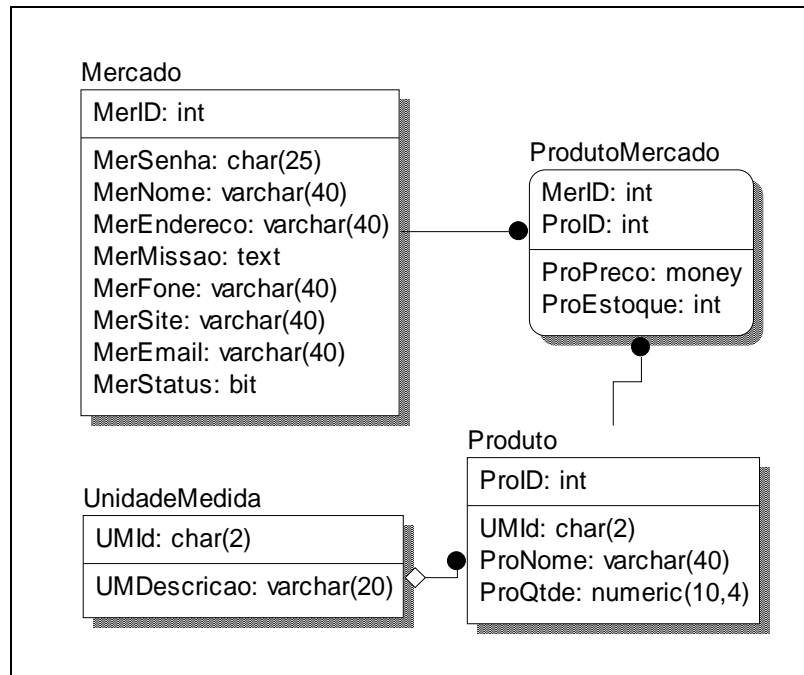 Mercado
MerID: int
MerSenha: char(25)
MerNome: varchar(40)
MerEndereco: varchar(40)
MerMissao: text
MerFone: varchar(40)
MerSite: varchar(40)
MerEmail: varchar(40)
MerStatus: bit
ProdutoMercado
MerID: int
ProID: int
ProPreco: money
ProEstoque: int
UnidadeMedida
UMId: char(2)
UMDescricao: varchar(20)
Produto
ProID: int
UMId: char(2)
ProNome: varchar(40)
ProQtde: numeric(10,4)